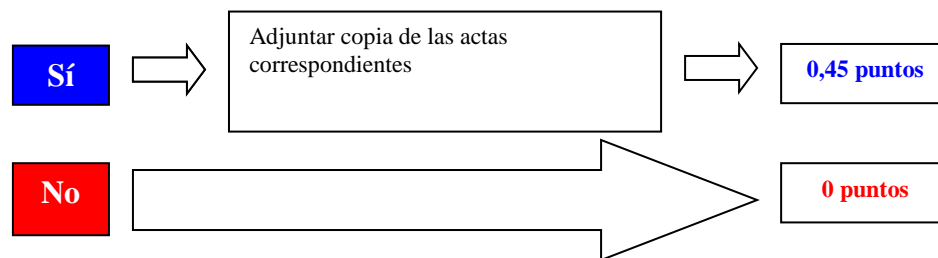 Sí
Adjuntar copia de las actas
correspondientes
0,45 puntos
No
0 puntos